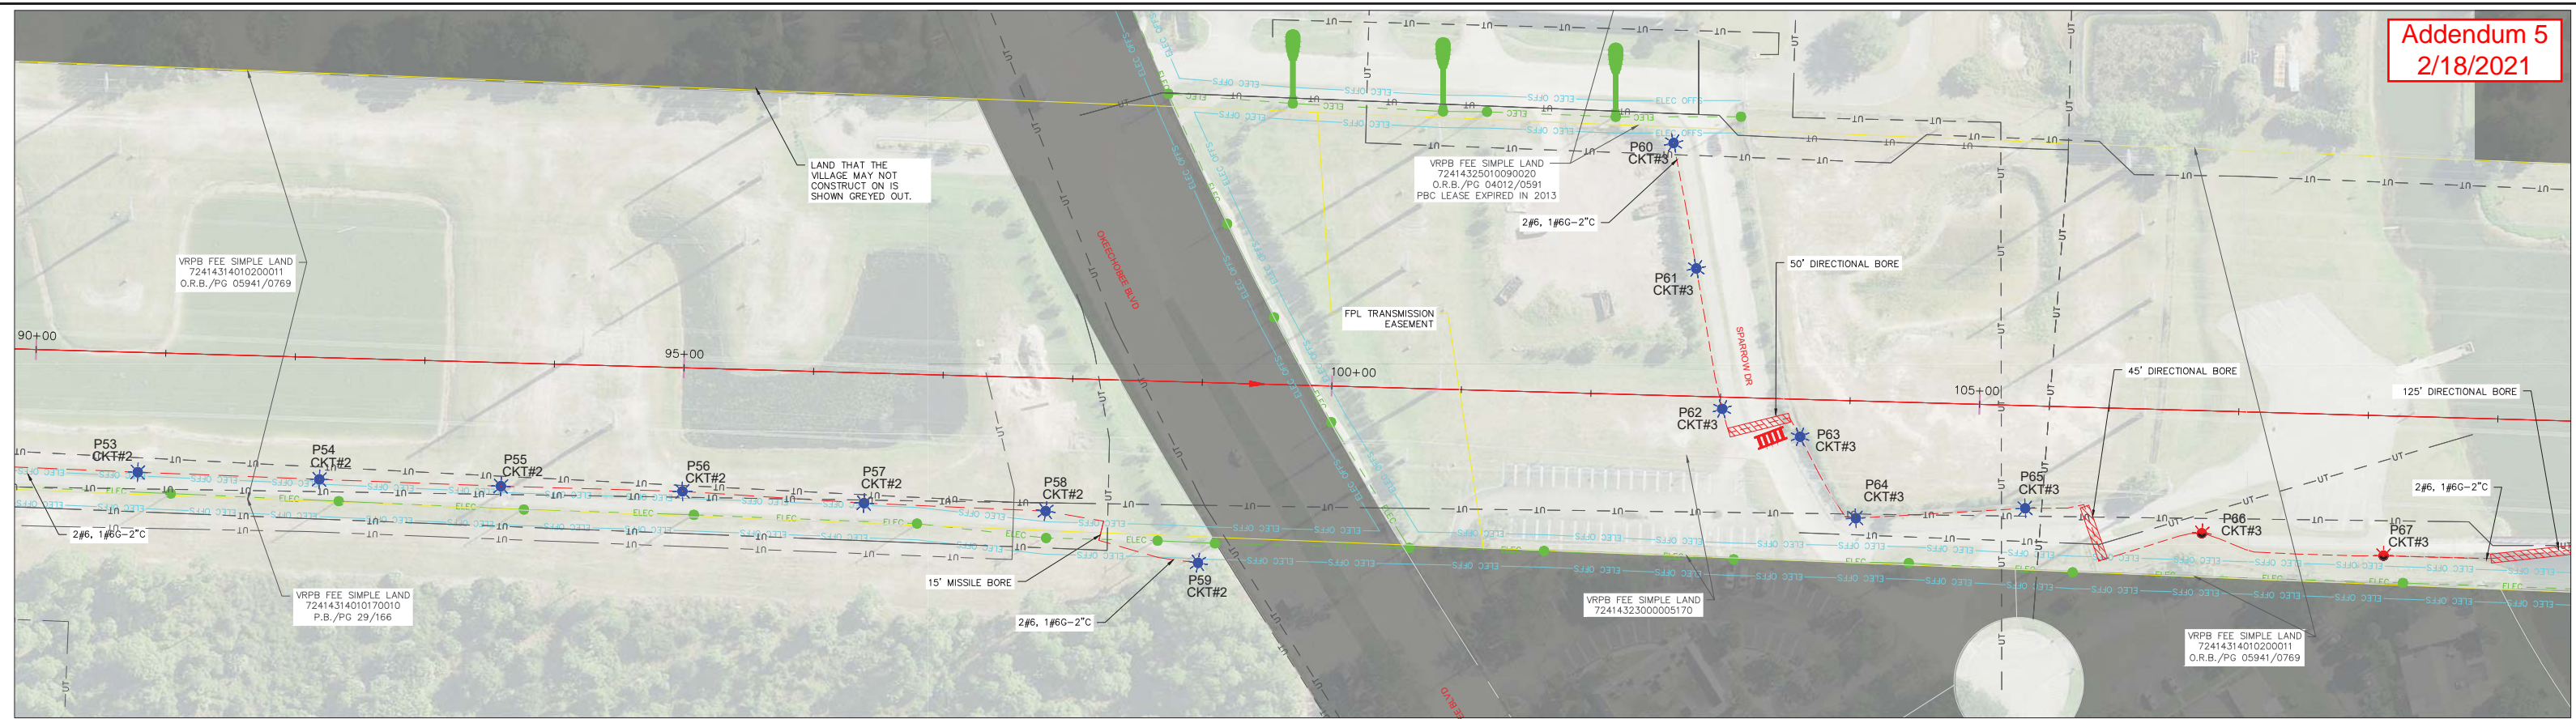 Addendum 5
2/18/2021
LAND THAT THE
VILLAGE MAY NOT
CONSTRUCT ON IS
SHOWN GREYED OUT.
VRPB FEE SIMPLE LAND
72414314010200011
O.R.B./PG 05941/0769
OKEECHOBEE BLVD
P60
CKT#3
VRPB FEE SIMPLE LAND
72414325010090020
O.R.B./PG 04012/0591
PBC LEASE EXPIRED IN 2013
2#6, 1#6G-2"C
P61
CKT#3
50' DIRECTIONAL BORE
FPL TRANSMISSION
EASEMENT
SPARROW DR
90+00
95+00
100+00
105+00
45' DIRECTIONAL BORE
125' DIRECTIONAL BORE
P62
CKT#3
P63
CKT#3
P53
CKT#2
P54
CKT#2
P55
CKT#2
P56
CKT#2
P57
CKT#2
P58
CKT#2
P64
CKT#3
P65
CKT#3
2#6, 1#6G-2"C
P66
CKT#3
P67
CKT#3
2#6, 1#6G-2"C
15' MISSILE BORE
P59
CKT#2
VRPB FEE SIMPLE LAND
72414314010170010
P.B./PG 29/166
2#6, 1#6G-2"C
VRPB FEE SIMPLE LAND
72414323000005170
VRPB FEE SIMPLE LAND
72414314010200011
O.R.B./PG 05941/0769
EE BLVD
UT
ELEC
ELEC OFFS